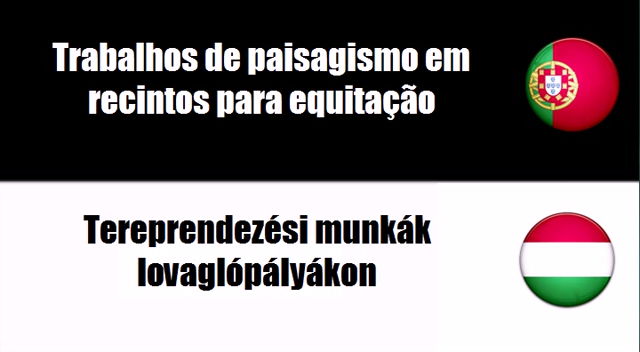 Trabalhos de paisagismo em
recintos para equitação
Tereprendezési munkák
lovaglópályákon